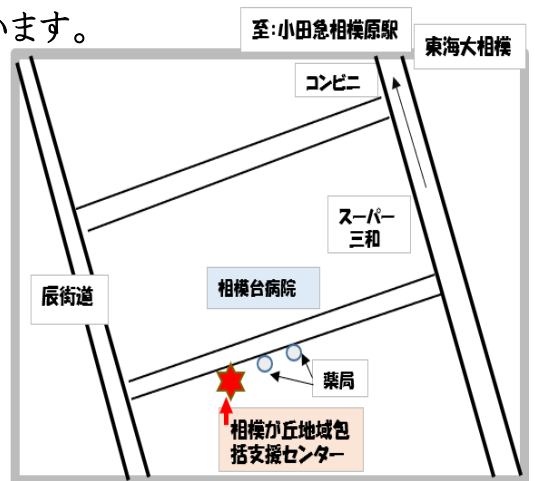 います。
至:小田急相模原駅
東海大相模
コンビニ
スーパー
三和
辰街道
相模台病院
薬局
相模が丘地域包
括支援センター